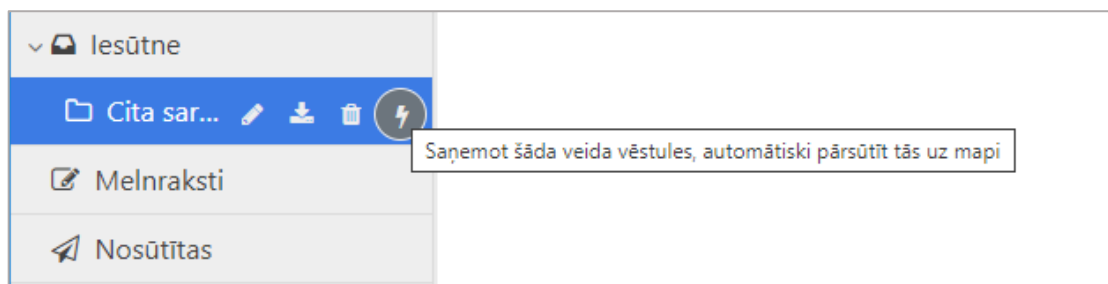 Iesūtne
Cita sar...
Saņemot šāda veida vēstules, automātiski pārsūtīt tās uz mapi
Melnraksti
Nosūtītas